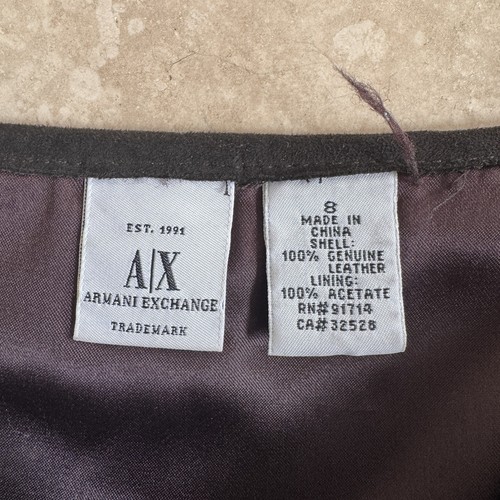 EST. 1991
A|X
ARMANI EXCHANGE
TRADEMARK
8
MADE IN
CHINA
SHELL:
100% GENUINE
LEATHER
LINING:
100% ACETATE
RN#91714
CA#32528